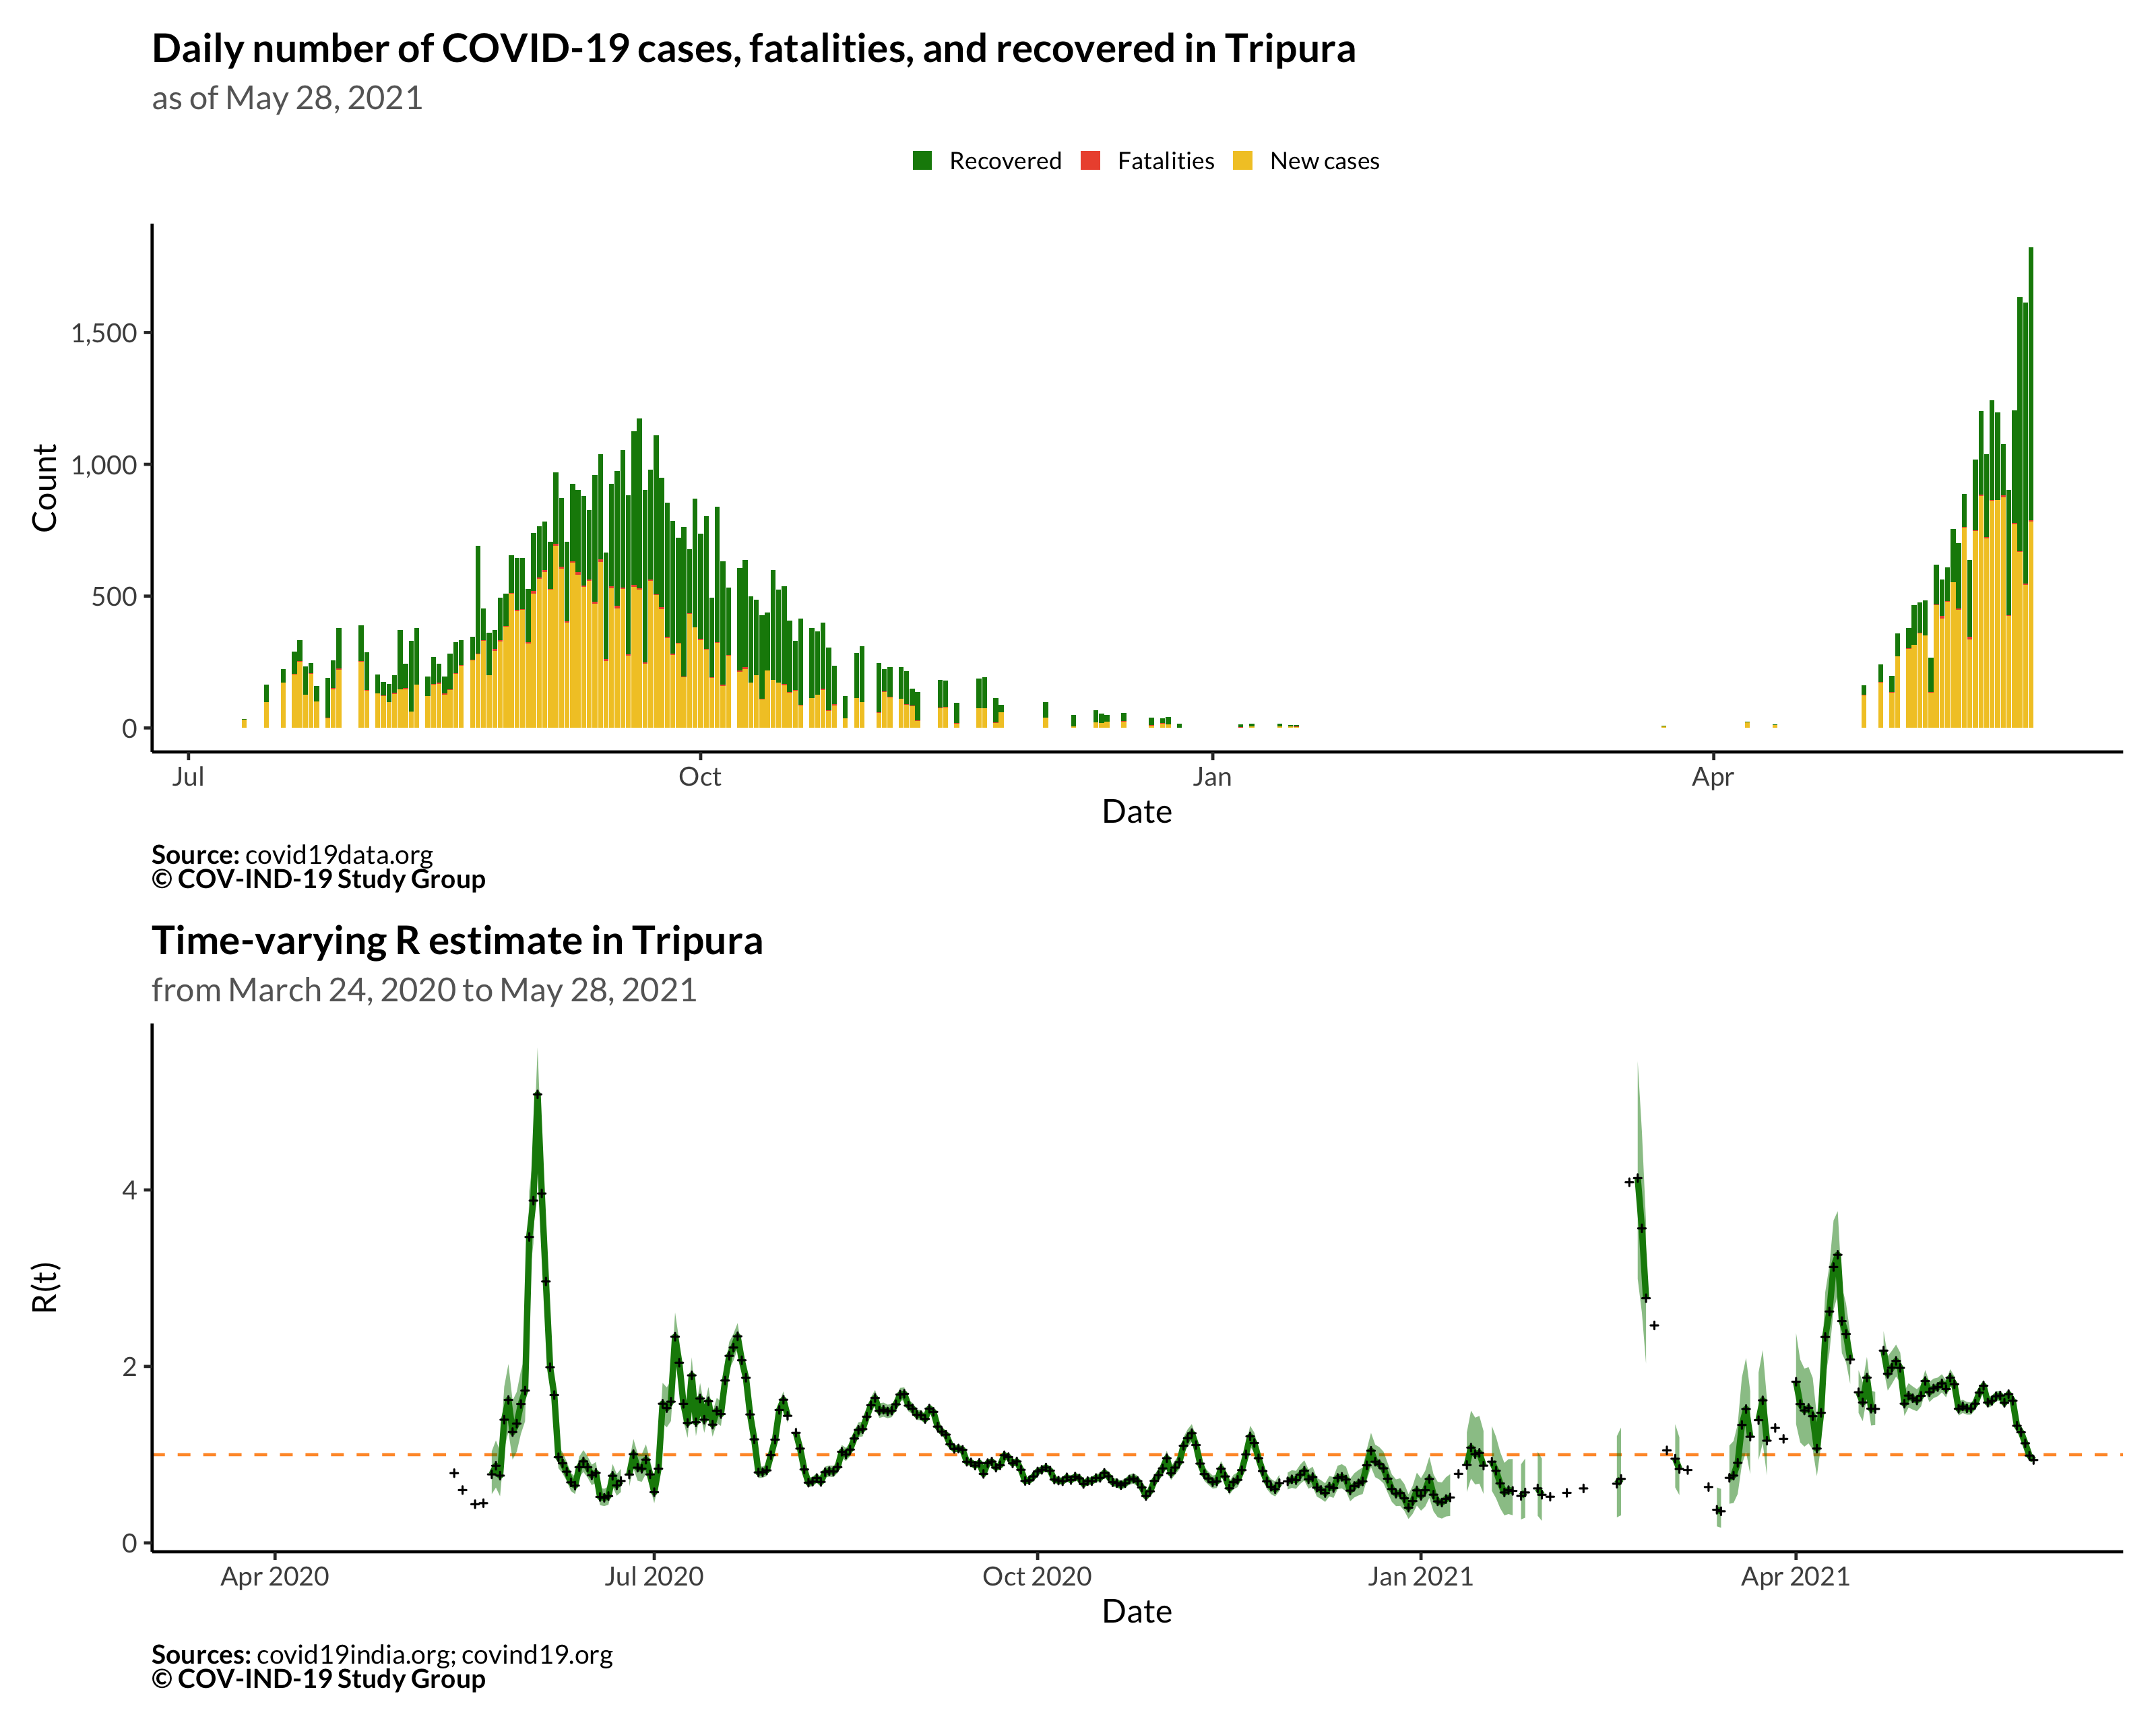 Daily number of COVID-19 cases, fatalities, and recovered in Tripura
as of May 28, 2021
Recovered Fatalities New cases
Count
1,500
1,000
500
0
Jul Oct Jan Apr
Date
Source: covid19data.org
© COV-IND-19 Study Group
Time-varying R estimate in Tripura
from March 24, 2020 to May 28, 2021
R(t)
4
2
0
Apr 2020 Jul 2020 Oct 2020 Jan 2021 Apr 2021
Date
Sources: covid19india.org; covind19.org
© COV-IND-19 Study Group